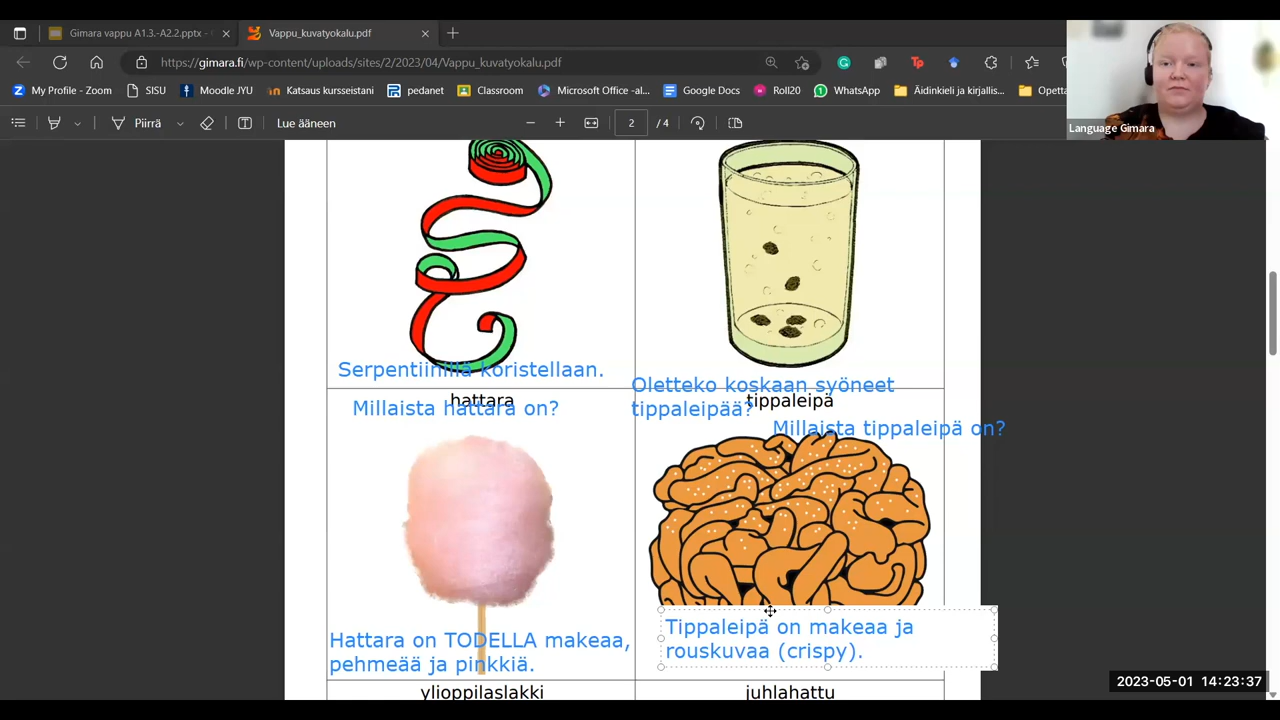 Gimara vappu A1.3.-A2.2.pptx -
Vappu_kuvatyokalu.pdf
https://gimara.fi/wp-content/uploads/sites/2/2023/04/Vappu_kuvatyokalu.pdf
My Profile - Zoom
SISU
Moodle JYU
Katsaus kursseistani
pedanet
Classroom
Microsoft Office -al...
Google Docs
Roll20
WhatsApp
Äidinkieli ja kirjallis...
Opetta
Language Gimara
Piirrä
Lue ääneen
2 / 4
Serpentiinillä koristellaan.
Oletteko koskaan syöneet
tippaleipää?
hattara
tippaleipä
Millaista hattara on?
Millaista tippaleipä on?
Hattara on TODELLA makeaa,
pehmeää ja pinkkiä.
Tippaleipä on makeaa ja
rouskuvaa (crispy).
ylioppilaslakki
juhlahattu
2023-05-01 14:23:37